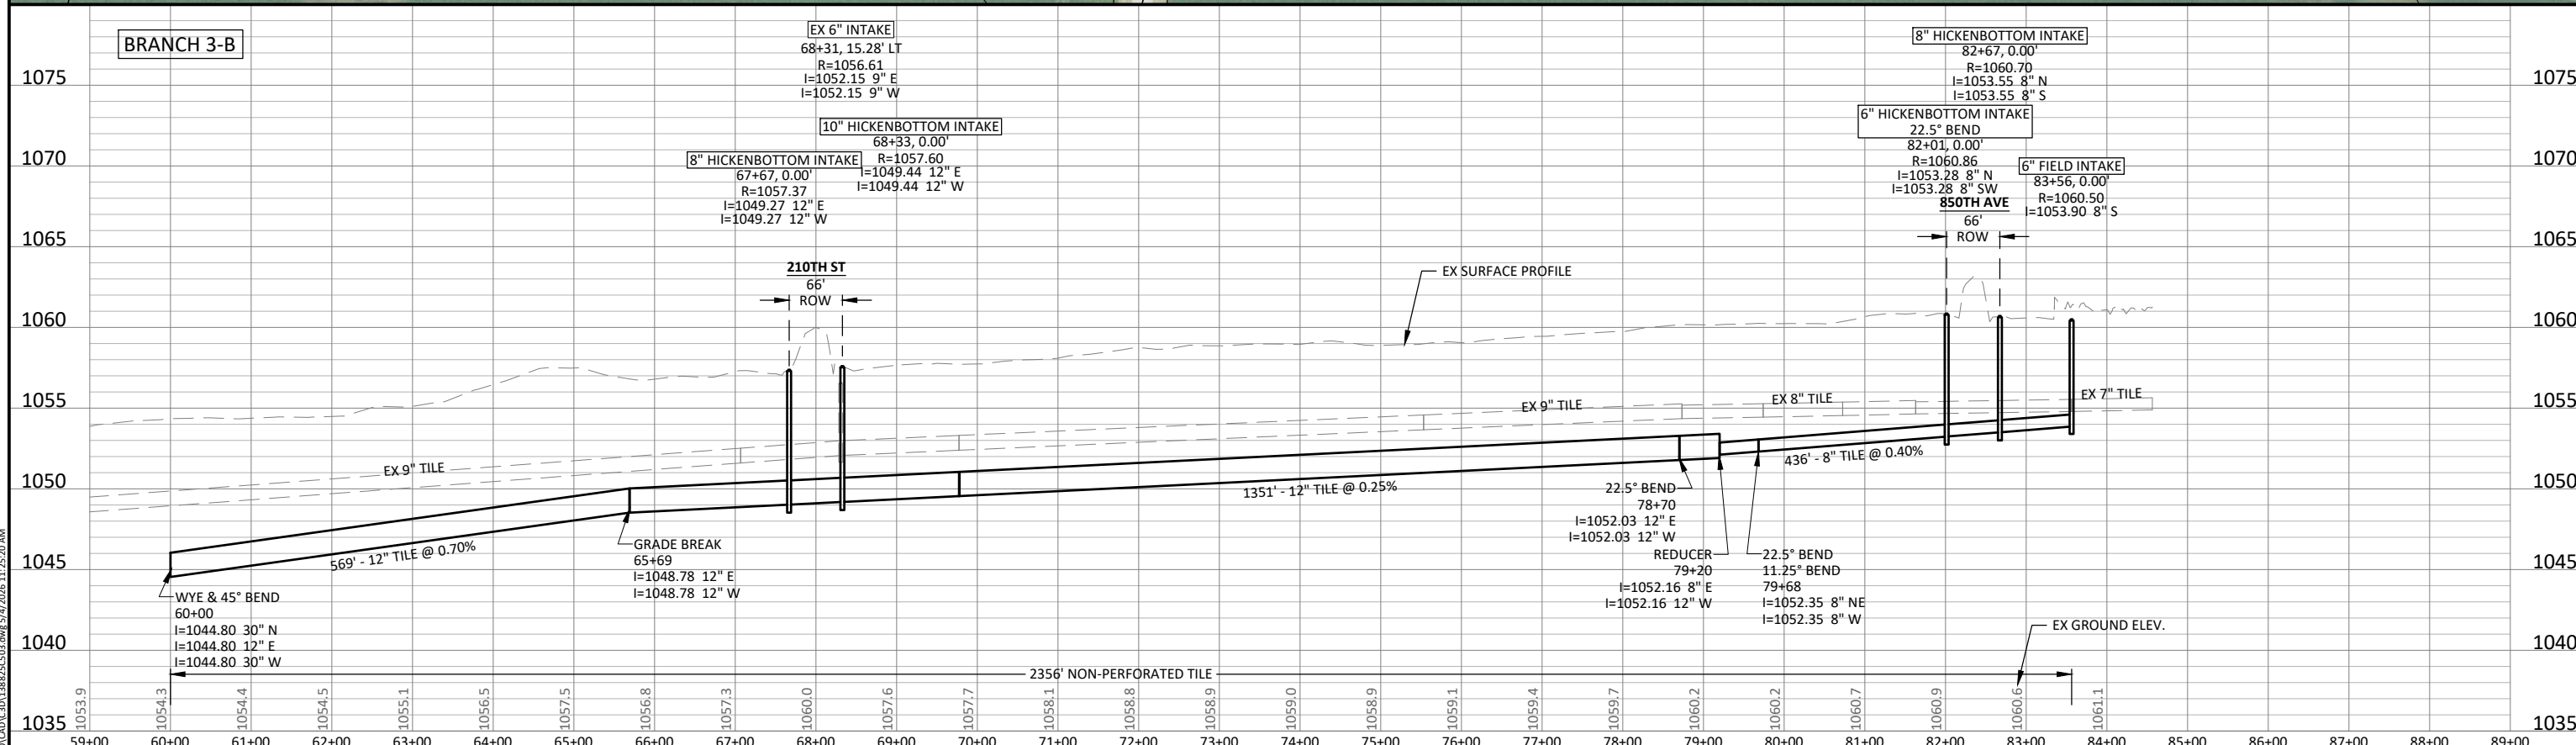 BRANCH 3-B
EX 6" INTAKE
68+31, 15.28' LT
R=1056.61
I=1052.15 9" E
I=1052.15 9" W
10" HICKENBOTTOM INTAKE
68+33, 0.00'
R=1057.60
I=1049.44 12" E
I=1049.44 12" W
8" HICKENBOTTOM INTAKE
67+67, 0.00'
R=1057.37
I=1049.27 12" E
I=1049.27 12" W
210TH ST
66'
ROW
8" HICKENBOTTOM INTAKE
82+67, 0.00'
R=1060.70
I=1053.55 8" N
I=1053.55 8" S
6" HICKENBOTTOM INTAKE
22.5° BEND
82+01, 0.00'
R=1060.86
I=1053.28 8" N
I=1053.28 8" SW
850TH AVE
66'
ROW
6" FIELD INTAKE
83+56, 0.00'
R=1060.50
I=1053.90 8" S
EX SURFACE PROFILE
EX 9" TILE
EX 9" TILE
EX 8" TILE
EX 7" TILE
569' - 12" TILE @ 0.70%
1351' - 12" TILE @ 0.25%
436' - 8" TILE @ 0.40%
WYE & 45° BEND
60+00
I=1044.80 30" N
I=1044.80 12" E
I=1044.80 30" W
GRADE BREAK
65+69
I=1048.78 12" E
I=1048.78 12" W
22.5° BEND
78+70
I=1052.03 12" E
I=1052.03 12" W
REDUCER
79+20
I=1052.16 8" E
I=1052.16 12" W
22.5° BEND
11.25° BEND
79+68
I=1052.35 8" NE
I=1052.35 8" W
EX GROUND ELEV.
2356' NON-PERFORATED TILE
1075
1070
1065
1060
1055
1050
1045
1040
1035
1075
1070
1065
1060
1055
1050
1045
1040
1035
1053.9
1054.3
1054.4
1054.5
1055.1
1056.5
1057.5
1056.8
1057.3
1060.0
1057.6
1057.7
1058.1
1058.8
1058.9
1059.0
1058.9
1059.1
1059.4
1059.7
1060.2
1060.2
1060.7
1060.9
1060.6
1061.1
59+00 60+00 61+00 62+00 63+00 64+00 65+00 66+00 67+00 68+00 69+00 70+00 71+00 72+00 73+00 74+00 75+00 76+00 77+00 78+00 79+00 80+00 81+00 82+00 83+00 84+00 85+00 86+00 87+00 88+00 89+00
5/4/2026 11:25:20 AM